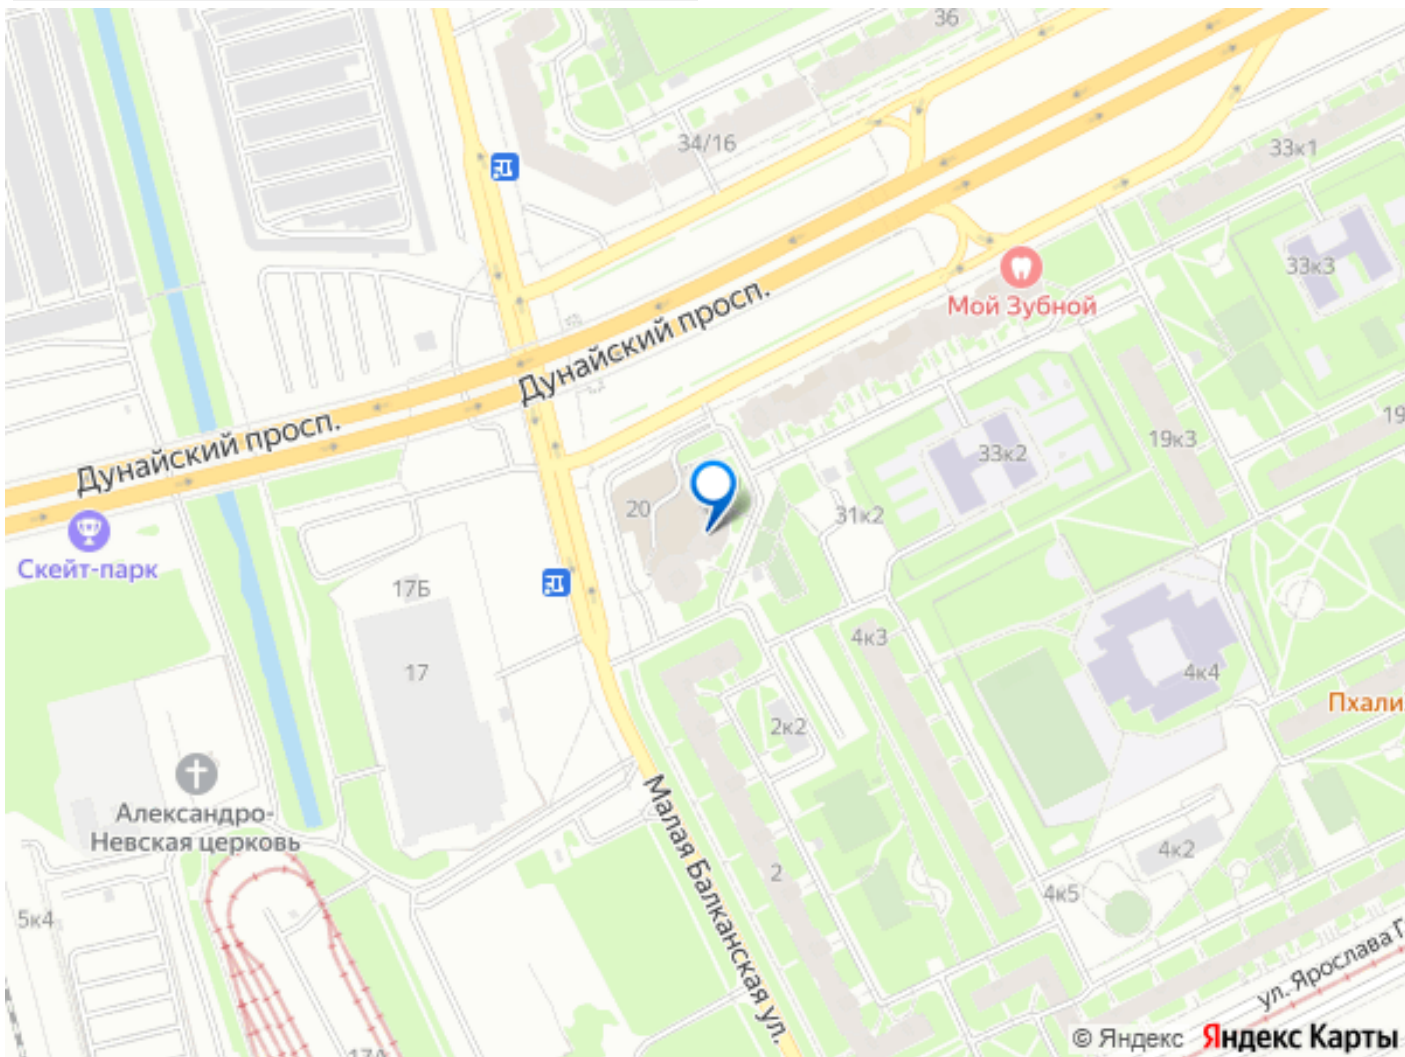 36
34/16
33к1
33к3
Мой Зубной
Дунайский просп.
Дунайский просп.
19к3
19
33к2
20
31к2
Скейт-парк
17Б
17
4к3
4к4
Пхали
2к2
Александро-
Невская церковь
Малая Балканская ул.
2
4к2
4к5
5к4
ул. Ярослава Г
17А
© Яндекс Яндекс Карты